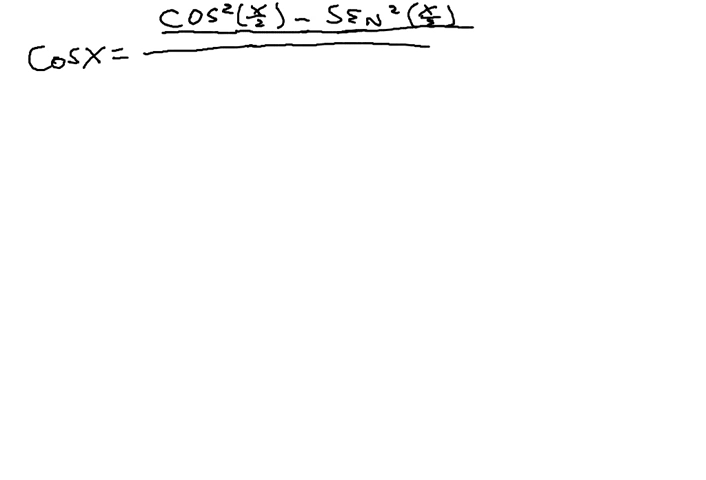 COS²(x/2) - SEN²(x/2)
COSX =